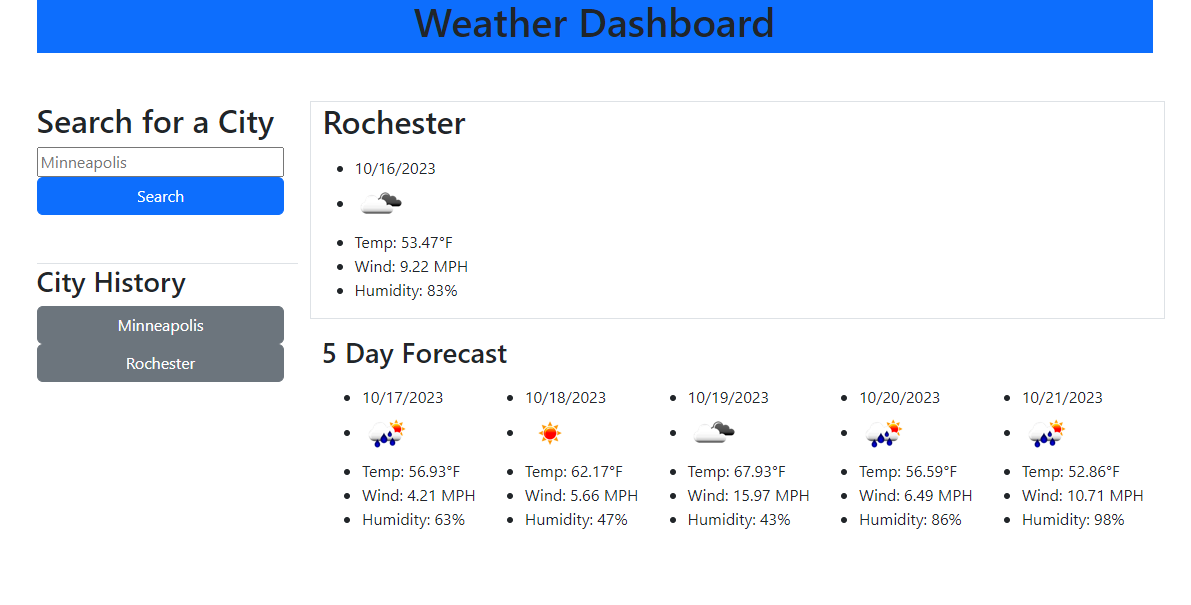 Weather Dashboard
Search for a City
Minneapolis
Search
City History
Minneapolis
Rochester
Rochester
10/16/2023
Temp: 53.47°F
Wind: 9.22 MPH
Humidity: 83%
5 Day Forecast
10/17/2023
Temp: 56.93°F
Wind: 4.21 MPH
Humidity: 63%
10/18/2023
Temp: 62.17°F
Wind: 5.66 MPH
Humidity: 47%
10/19/2023
Temp: 67.93°F
Wind: 15.97 MPH
Humidity: 43%
10/20/2023
Temp: 56.59°F
Wind: 6.49 MPH
Humidity: 86%
10/21/2023
Temp: 52.86°F
Wind: 10.71 MPH
Humidity: 98%